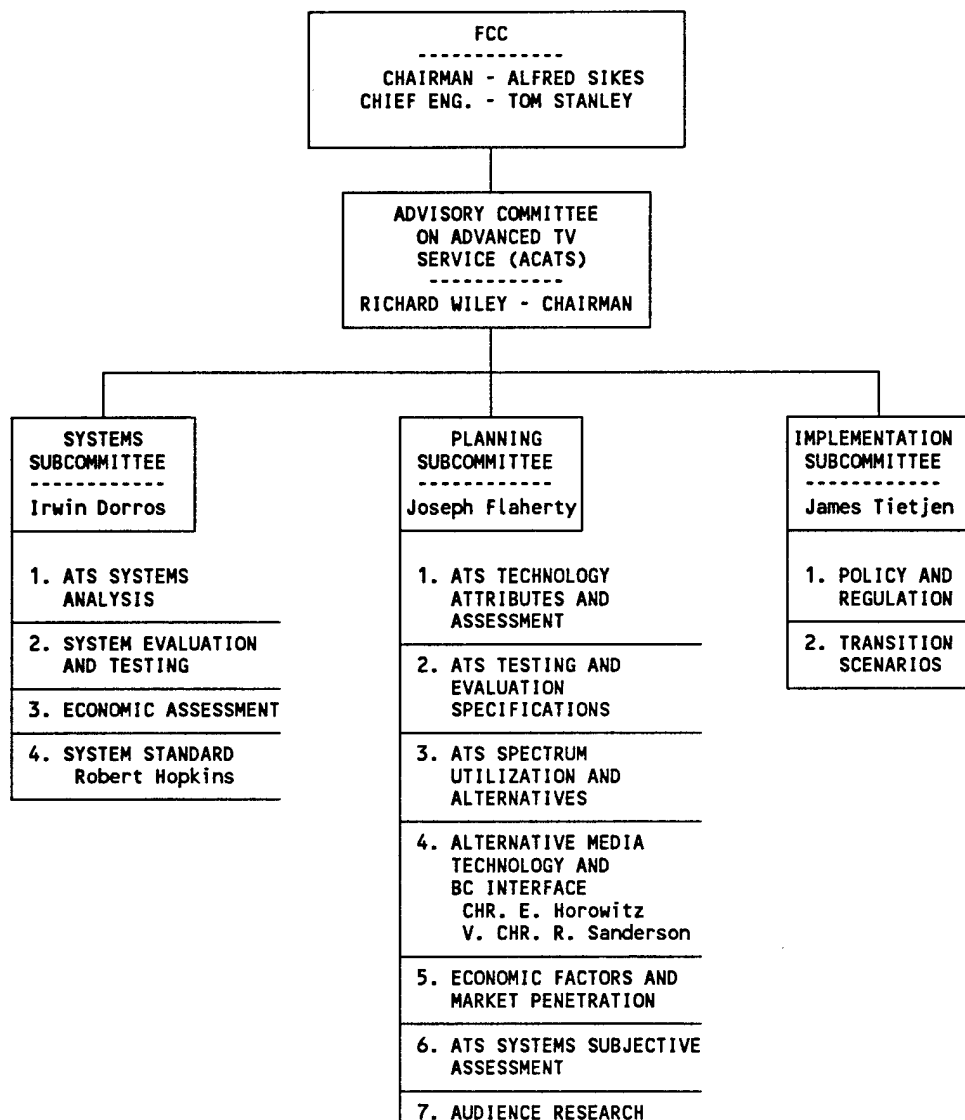 FCC
-------------
CHAIRMAN - ALFRED SIKES
CHIEF ENG. - TOM STANLEY
ADVISORY COMMITTEE
ON ADVANCED TV
SERVICE (ACATS)
------------
RICHARD WILEY - CHAIRMAN
SYSTEMS
SUBCOMMITTEE
------------
Irwin Dorros
1. ATS SYSTEMS
ANALYSIS
2. SYSTEM EVALUATION
AND TESTING
3. ECONOMIC ASSESSMENT
4. SYSTEM STANDARD
Robert Hopkins
PLANNING
SUBCOMMITTEE
------------
Joseph Flaherty
1. ATS TECHNOLOGY
ATTRIBUTES AND
ASSESSMENT
2. ATS TESTING AND
EVALUATION
SPECIFICATIONS
3. ATS SPECTRUM
UTILIZATION AND
ALTERNATIVES
4. ALTERNATIVE MEDIA
TECHNOLOGY AND
BC INTERFACE
CHR. E. Horowitz
V. CHR. R. Sanderson
5. ECONOMIC FACTORS AND
MARKET PENETRATION
6. ATS SYSTEMS SUBJECTIVE
ASSESSMENT
7. AUDIENCE RESEARCH
IMPLEMENTATION
SUBCOMMITTEE
------------
James Tietjen
1. POLICY AND
REGULATION
2. TRANSITION
SCENARIOS